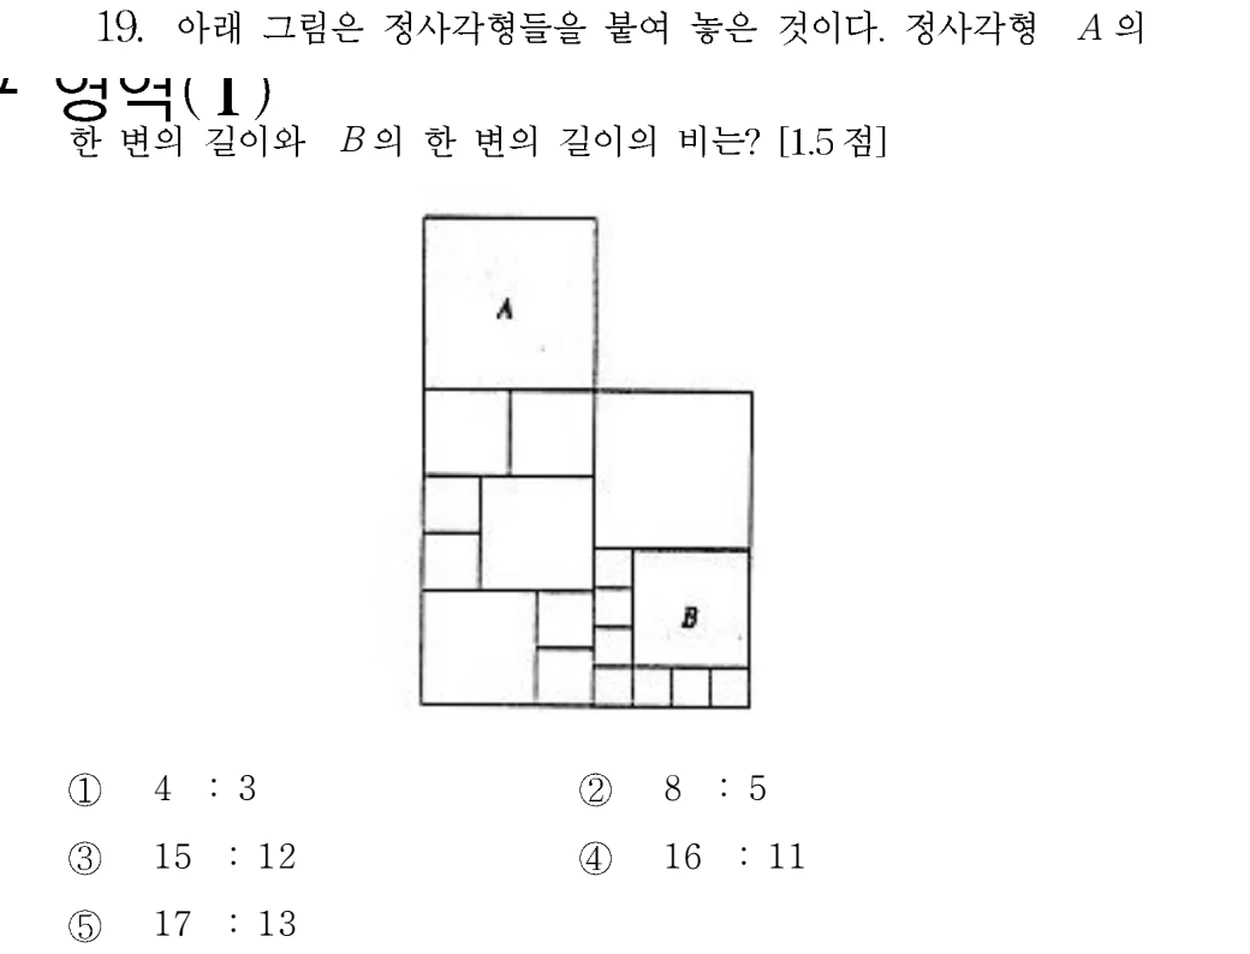 19. 아래 그림은 정사각형들을 붙여 놓은 것이다. 정사각형 A의
영역(I)
한 변의 길이와 B의 한 변의 길이의 비는? [1.5점]
A
B
① 4 : 3
② 8 : 5
③ 15 : 12
④ 16 : 11
⑤ 17 : 13